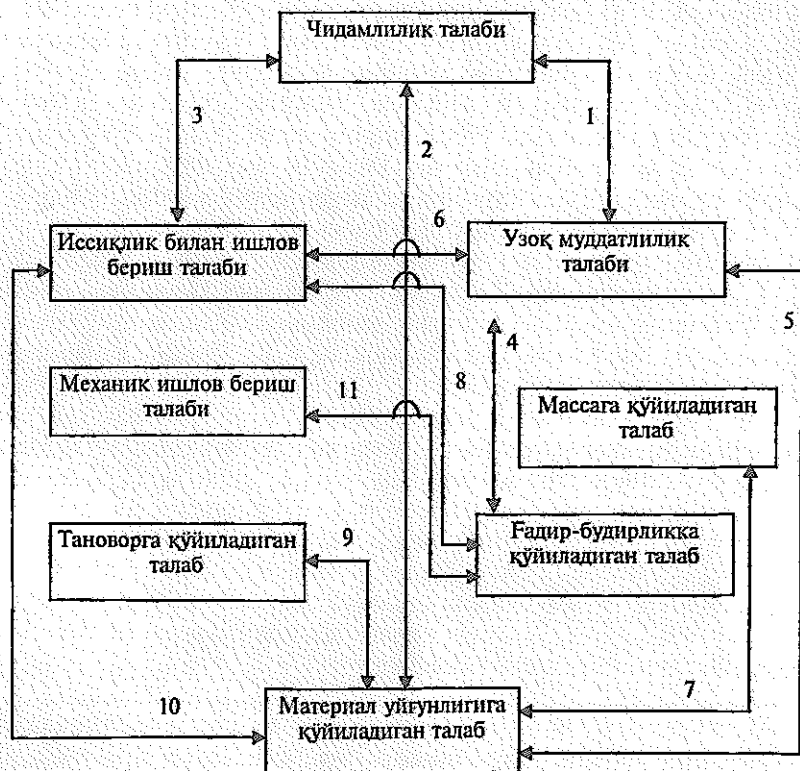 Чидамлилик талаби
3
1
2
6
Иссиқлик билан ишлов
бериш талаби
Узоқ муддатлилик
талаби
5
4
8
Механик ишлов бериш
талаби
11
Массага қўйиладиган
талаб
Тановорга қўйиладиган
талаб
9
Ғадир-будирликка
қўйиладиган талаб
10
7
Материал уйғунлигига
қўйиладиган талаб